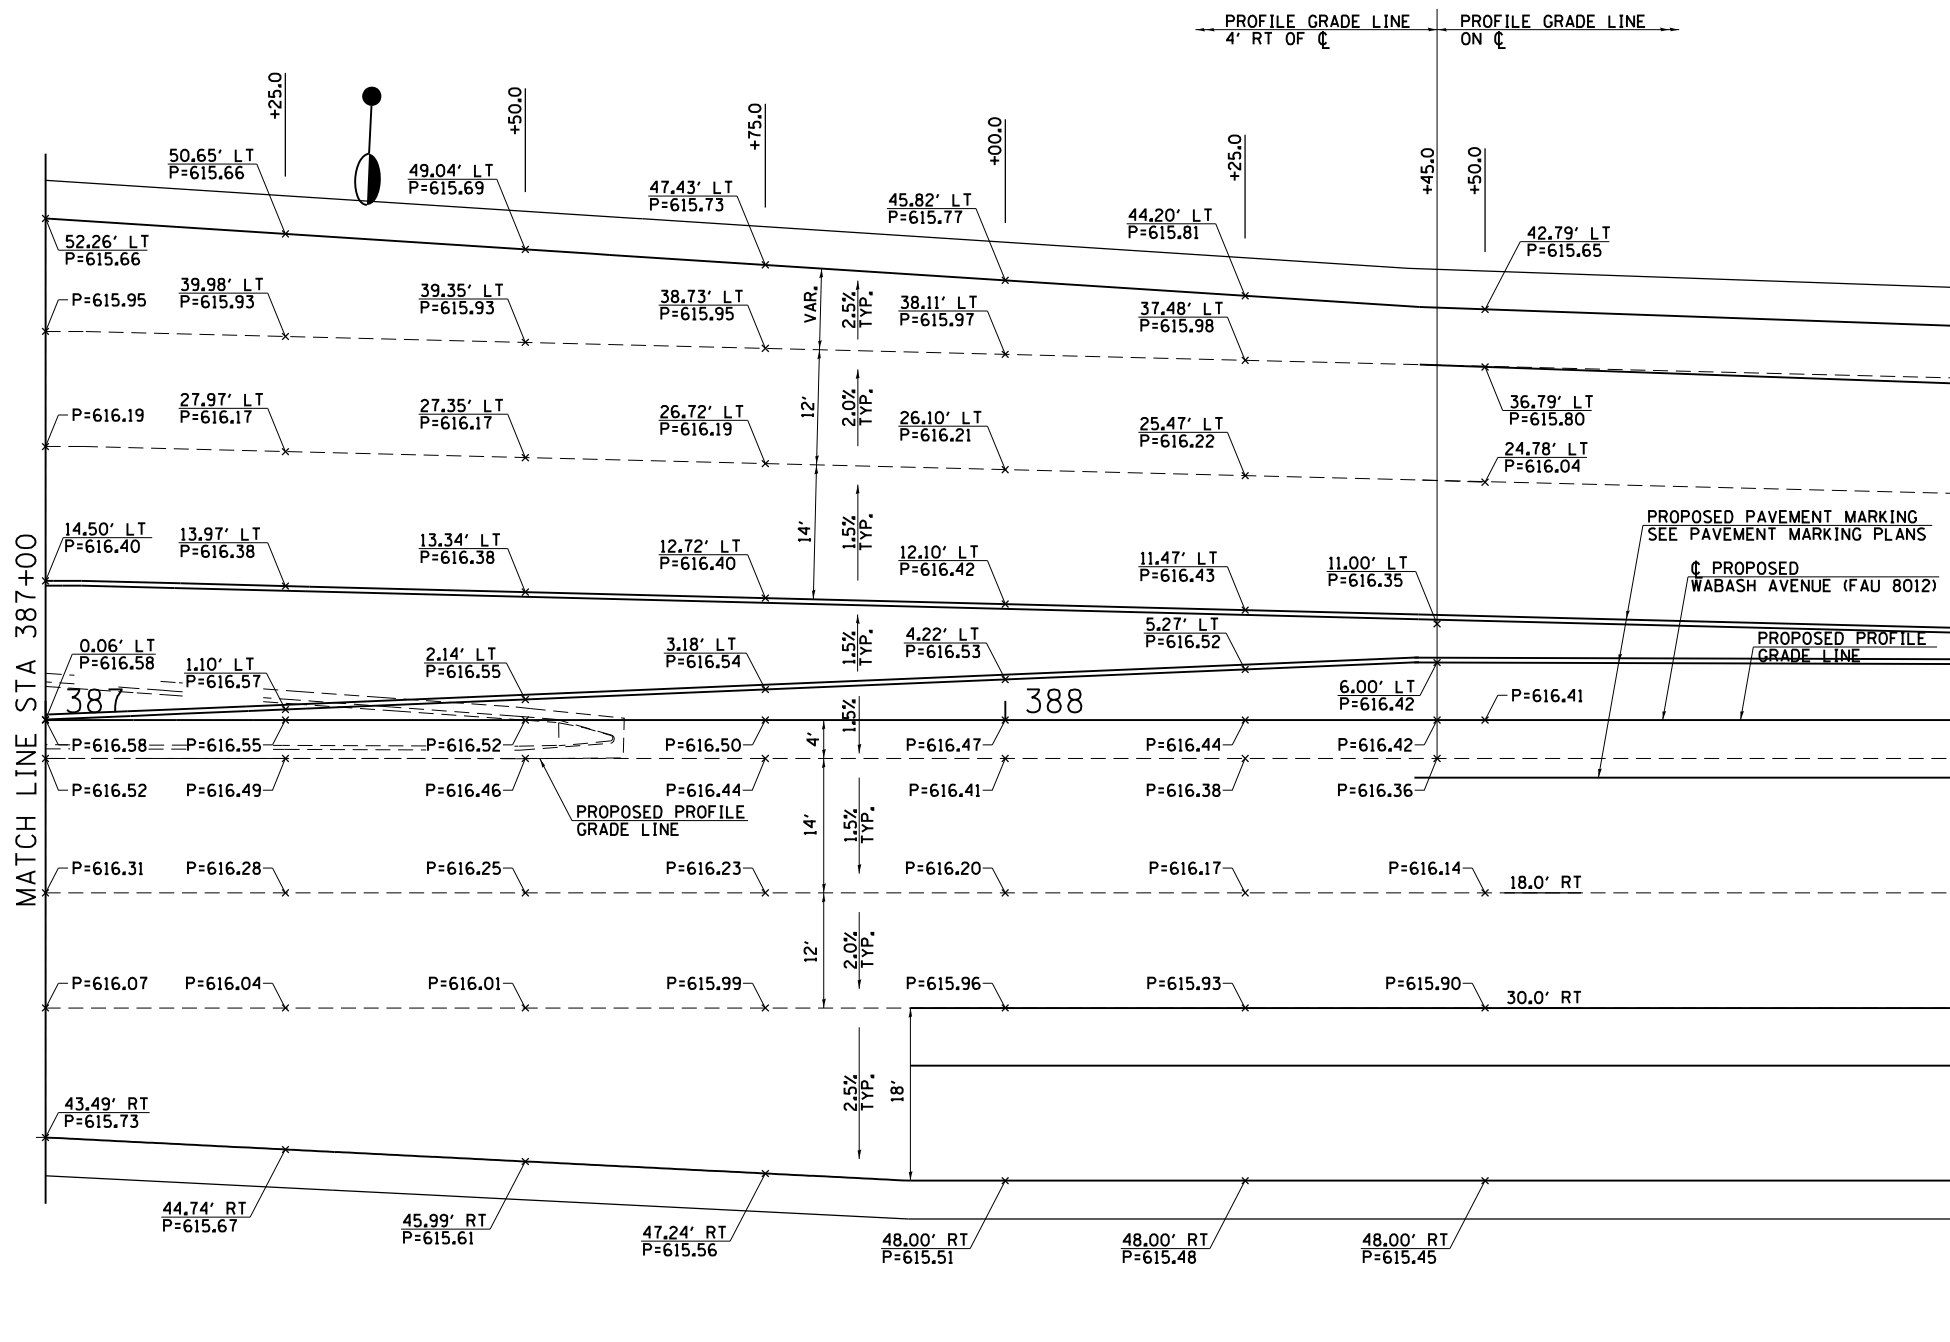 PROFILE GRADE LINE
4' RT OF ℄
PROFILE GRADE LINE
ON ℄
+25.0
+50.0
+75.0
+00.0
+25.0
+45.0
+50.0
50.65' LT
P=615.66
49.04' LT
P=615.69
47.43' LT
P=615.73
45.82' LT
P=615.77
44.20' LT
P=615.81
42.79' LT
P=615.65
52.26' LT
P=615.66
P=615.95
39.98' LT
P=615.93
39.35' LT
P=615.93
38.73' LT
P=615.95
VAR.
2.5%
TYP.
38.11' LT
P=615.97
37.48' LT
P=615.98
36.79' LT
P=615.80
P=616.19
27.97' LT
P=616.17
27.35' LT
P=616.17
26.72' LT
P=616.19
12'
2.0%
TYP.
26.10' LT
P=616.21
25.47' LT
P=616.22
24.78' LT
P=616.04
14.50' LT
P=616.40
13.97' LT
P=616.38
13.34' LT
P=616.38
12.72' LT
P=616.40
14'
1.5%
TYP.
12.10' LT
P=616.42
11.47' LT
P=616.43
11.00' LT
P=616.35
PROPOSED PAVEMENT MARKING
SEE PAVEMENT MARKING PLANS
℄ PROPOSED
WABASH AVENUE (FAU 8012)
PROPOSED PROFILE
GRADE LINE
MATCH LINE STA 387+00
0.06' LT
P=616.58
1.10' LT
P=616.57
2.14' LT
P=616.55
3.18' LT
P=616.54
1.5%
TYP.
4.22' LT
P=616.53
5.27' LT
P=616.52
6.00' LT
P=616.42
P=616.41
387
388
P=616.58
P=616.55
P=616.52
P=616.50
4'
1.5%
P=616.47
P=616.44
P=616.42
P=616.52
P=616.49
P=616.46
P=616.44
P=616.41
P=616.38
P=616.36
PROPOSED PROFILE
GRADE LINE
14'
1.5%
TYP.
P=616.31
P=616.28
P=616.25
P=616.23
P=616.20
P=616.17
P=616.14
18.0' RT
12'
2.0%
TYP.
P=616.07
P=616.04
P=616.01
P=615.99
P=615.96
P=615.93
P=615.90
30.0' RT
2.5%
TYP.
18'
43.49' RT
P=615.73
44.74' RT
P=615.67
45.99' RT
P=615.61
47.24' RT
P=615.56
48.00' RT
P=615.51
48.00' RT
P=615.48
48.00' RT
P=615.45